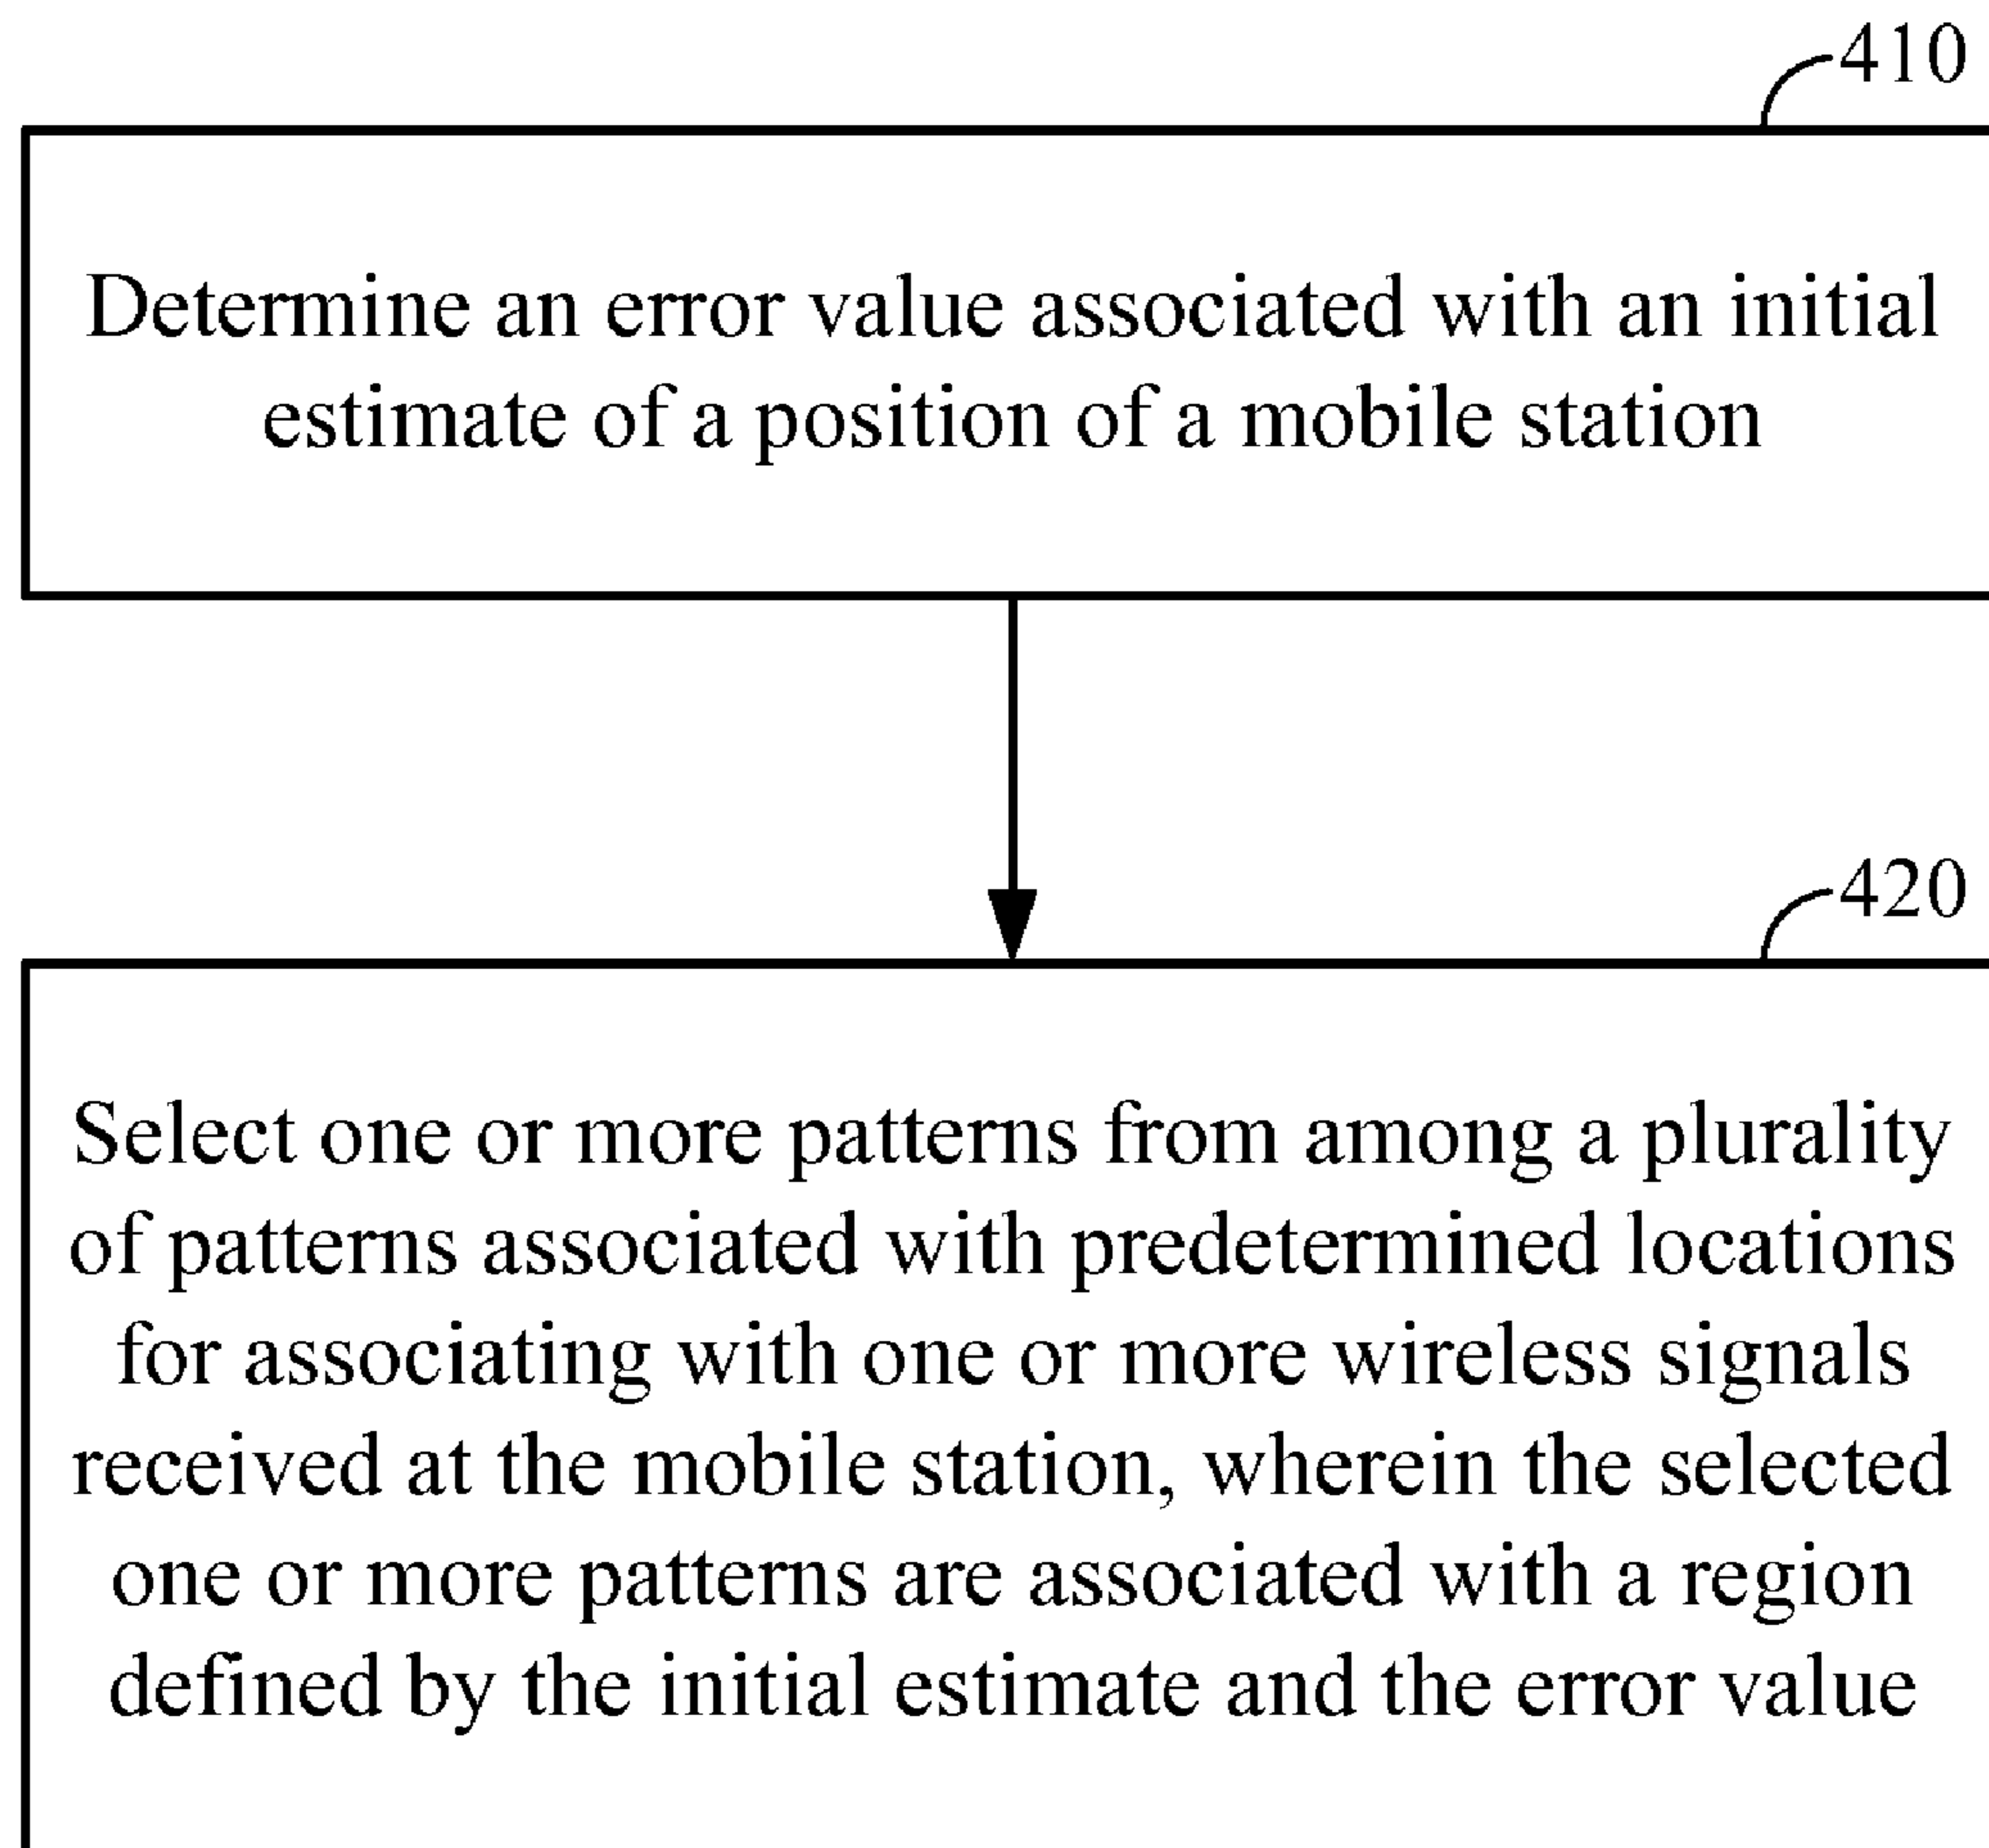 410
Determine an error value associated with an initial
estimate of a position of a mobile station
420
Select one or more patterns from among a plurality
of patterns associated with predetermined locations
for associating with one or more wireless signals
received at the mobile station, wherein the selected
one or more patterns are associated with a region
defined by the initial estimate and the error value